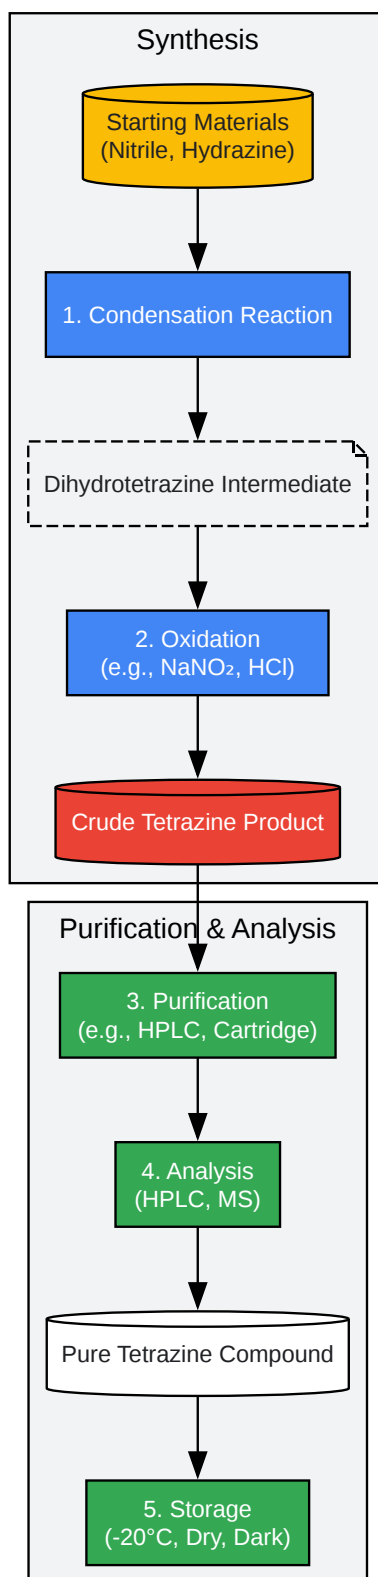 Synthesis
Starting Materials
(Nitrile, Hydrazine)
1. Condensation Reaction
Dihydrotetrazine Intermediate
2. Oxidation
(e.g., NaNO₂, HCl)
Crude Tetrazine Product
Purification & Analysis
3. Purification
(e.g., HPLC, Cartridge)
4. Analysis
(HPLC, MS)
Pure Tetrazine Compound
5. Storage
(-20°C, Dry, Dark)